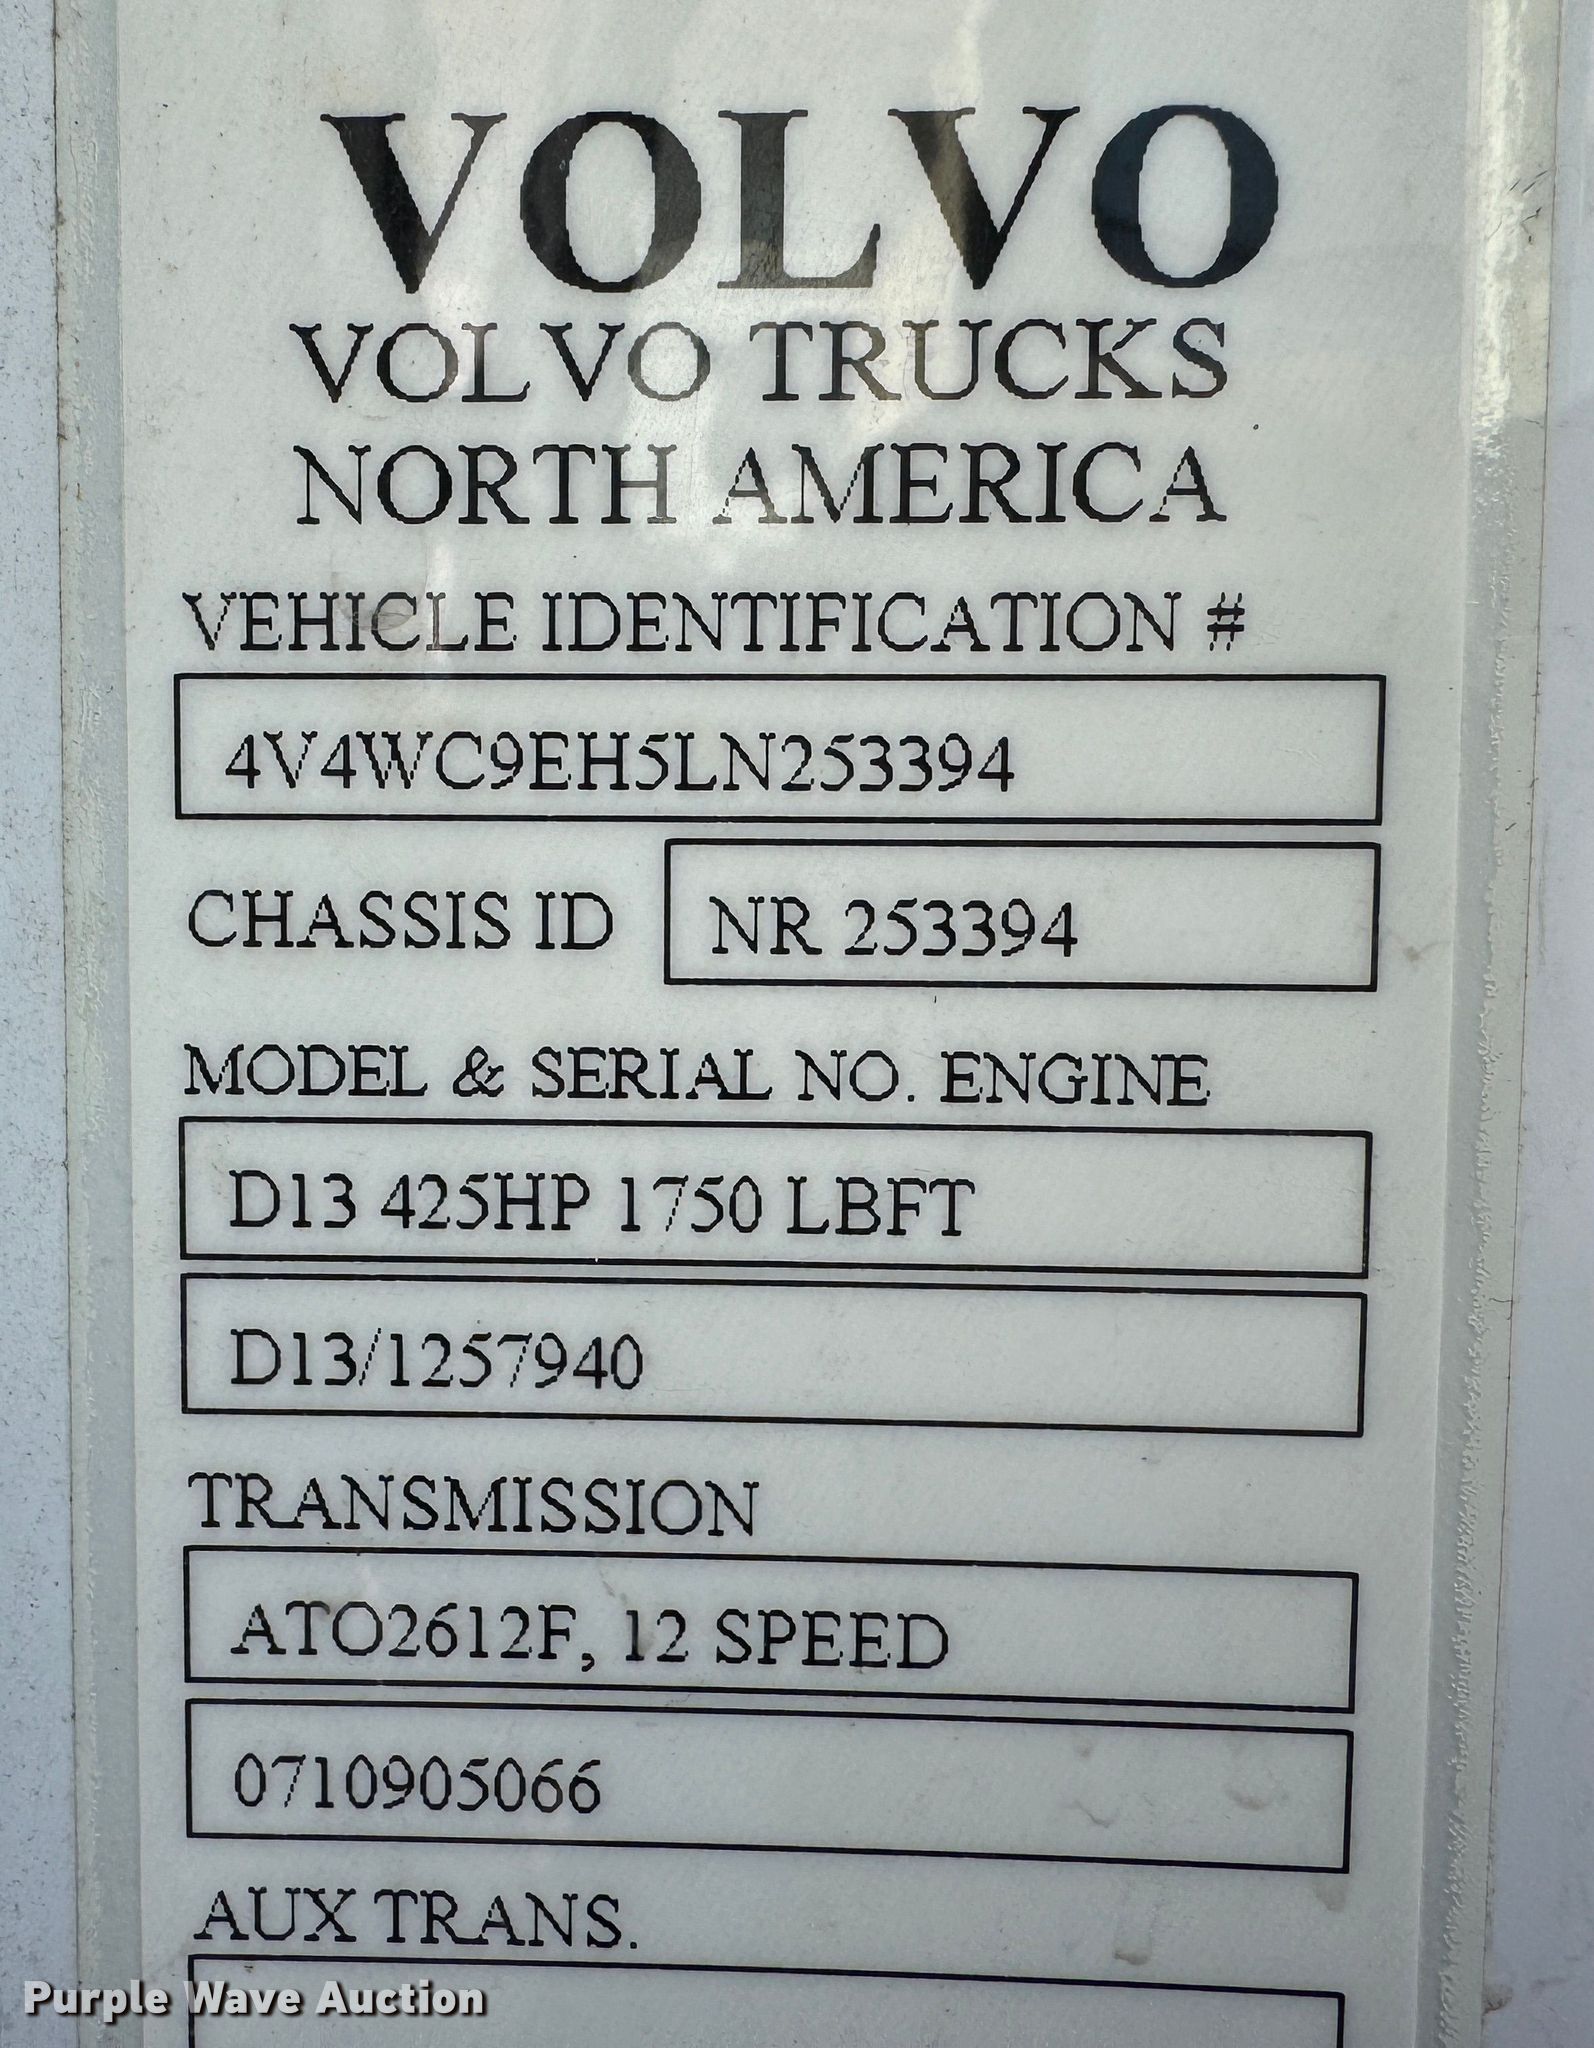 VOLVO
VOLVO TRUCKS
NORTH AMERICA
VEHICLE IDENTIFICATION #
4V4WC9EH5LN253394
CHASSIS ID NR 253394
MODEL & SERIAL NO. ENGINE
D13 425HP 1750 LBFT
D13/1257940
TRANSMISSION
ATO2612F, 12 SPEED
0710905066
AUX TRANS.
Purple Wave Auction